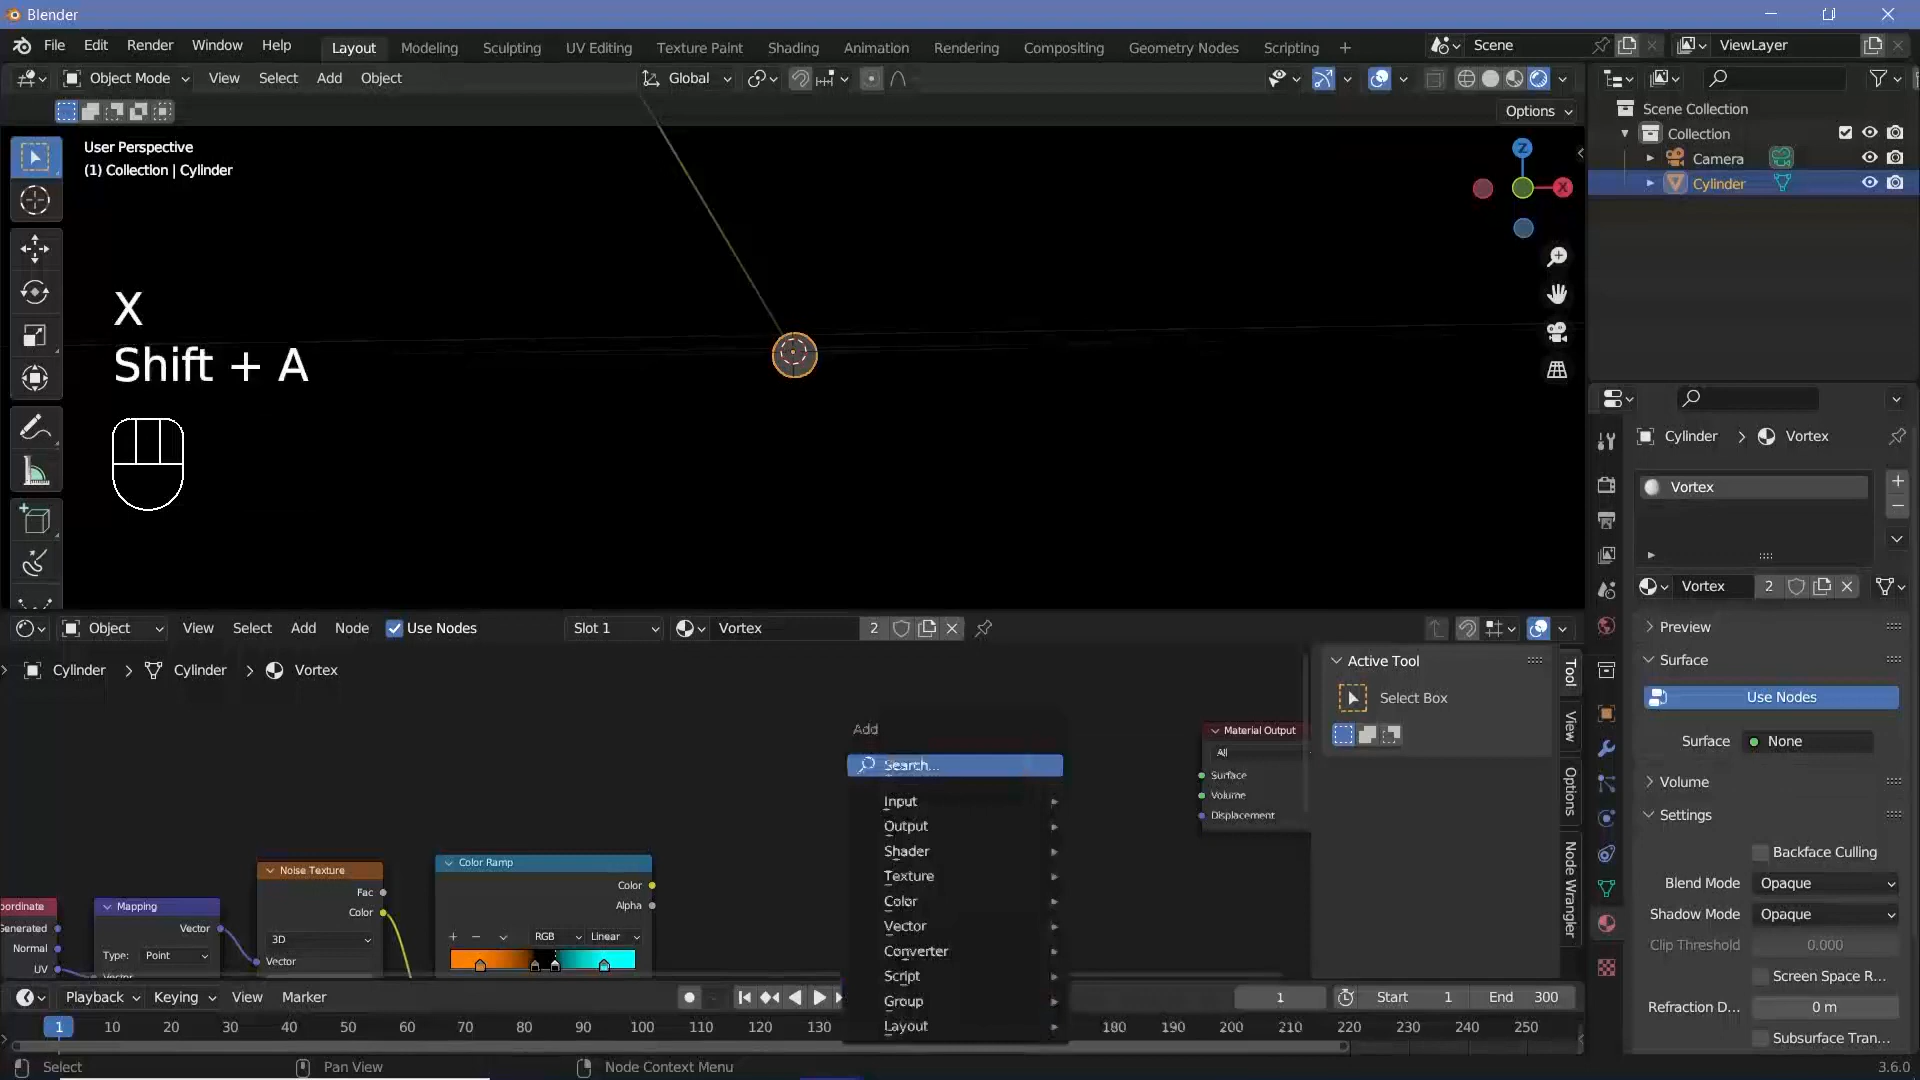 Blender
File Edit Render Window Help
Layout Modeling Sculpting UV Editing Texture Paint Shading Animation Rendering Compositing Geometry Nodes Scripting +
Scene
ViewLayer
Object Mode View Select Add Object
Global
Options
User Perspective
(1) Collection | Cylinder
X
Shift + A
Z
X
Scene Collection
Collection
Camera
Cylinder
Cylinder > Vortex
Vortex
Vortex 2
Preview
Surface
Use Nodes
Surface None
Volume
Settings
Backface Culling
Blend Mode Opaque
Shadow Mode Opaque
Clip Threshold 0.000
Screen Space R...
Refraction D... 0 m
Subsurface Tran...
Object View Select Add Node Use Nodes Slot 1 Vortex 2
Cylinder > Cylinder > Vortex
Active Tool
Select Box
Tool
View
Options
Node Wrangler
Add
Search...
Input
Output
Shader
Texture
Color
Vector
Converter
Script
Group
Layout
Material Output
All
Surface
Volume
Displacement
Color Ramp
Color
Alpha
+ − RGB Linear
Noise Texture
Fac
Color
3D
Vector
Mapping
Vector
Type: Point
Vector
oordinate
Generated
Normal
UV
Playback Keying View Marker
1 Start 1 End 300
1 10 20 30 40 50 60 70 80 90 100 110 120 130 180 190 200 210 220 230 240 250
Select Pan View Node Context Menu 3.6.0